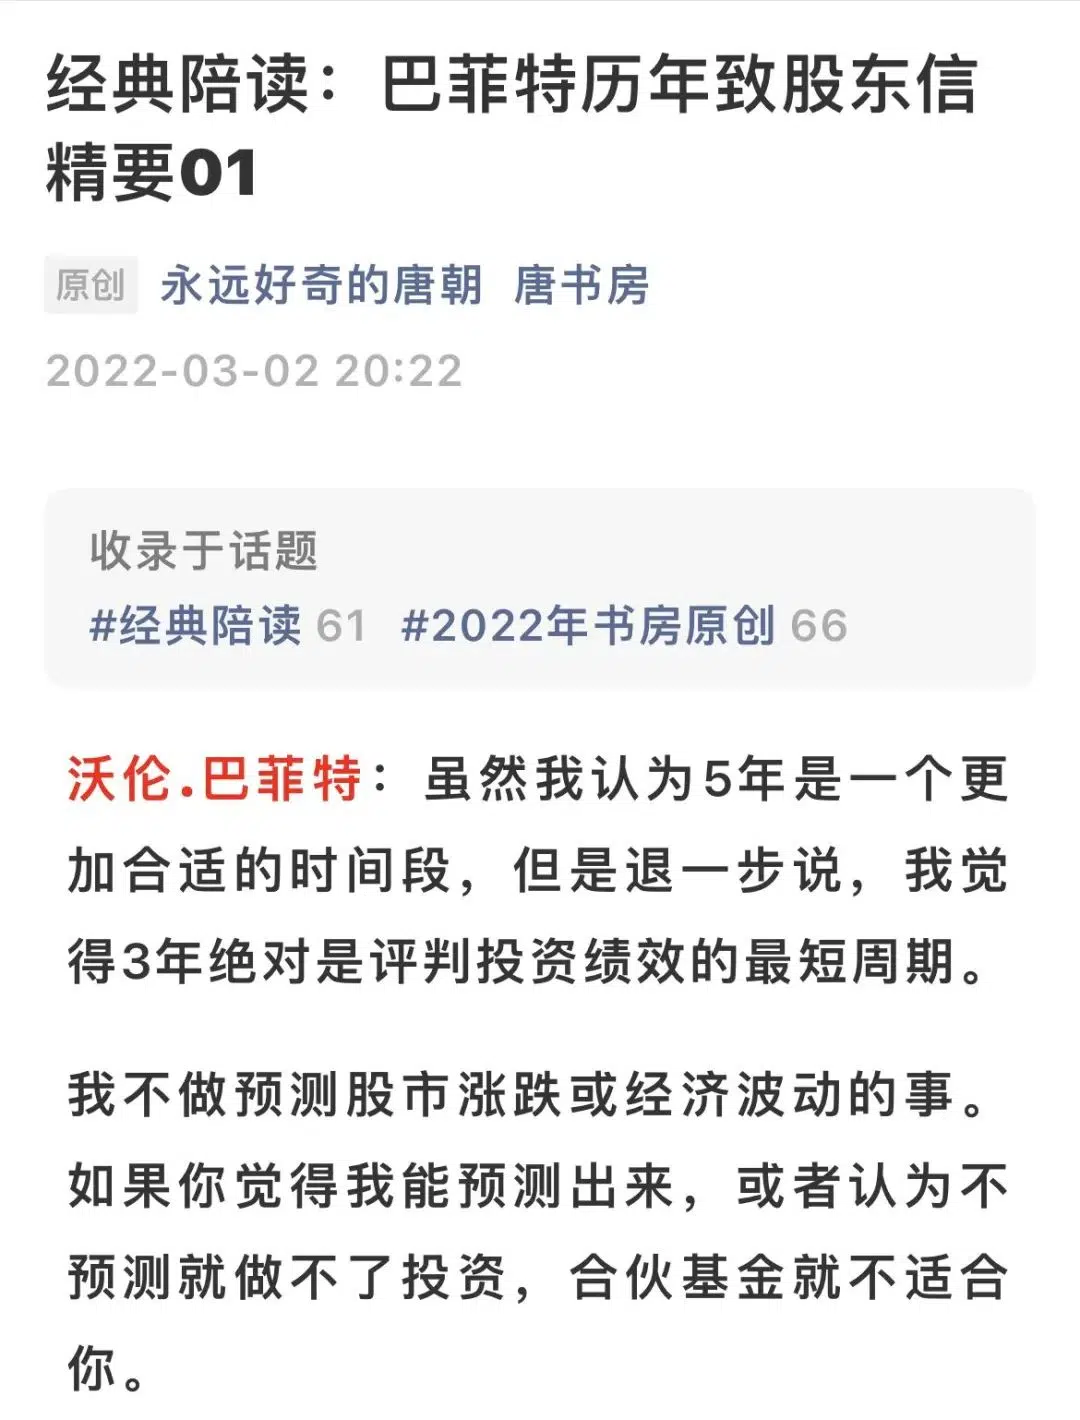 经典陪读：巴菲特历年致股东信
精要01
原创 永远好奇的唐朝 唐书房
2022-03-02 20:22
收录于话题
#经典陪读 61 #2022年书房原创 66
沃伦.巴菲特：虽然我认为5年是一个更
加合适的时间段，但是退一步说，我觉
得3年绝对是评判投资绩效的最短周期。
我不做预测股市涨跌或经济波动的事。
如果你觉得我能预测出来，或者认为不
预测就做不了投资，合伙基金就不适合
你。